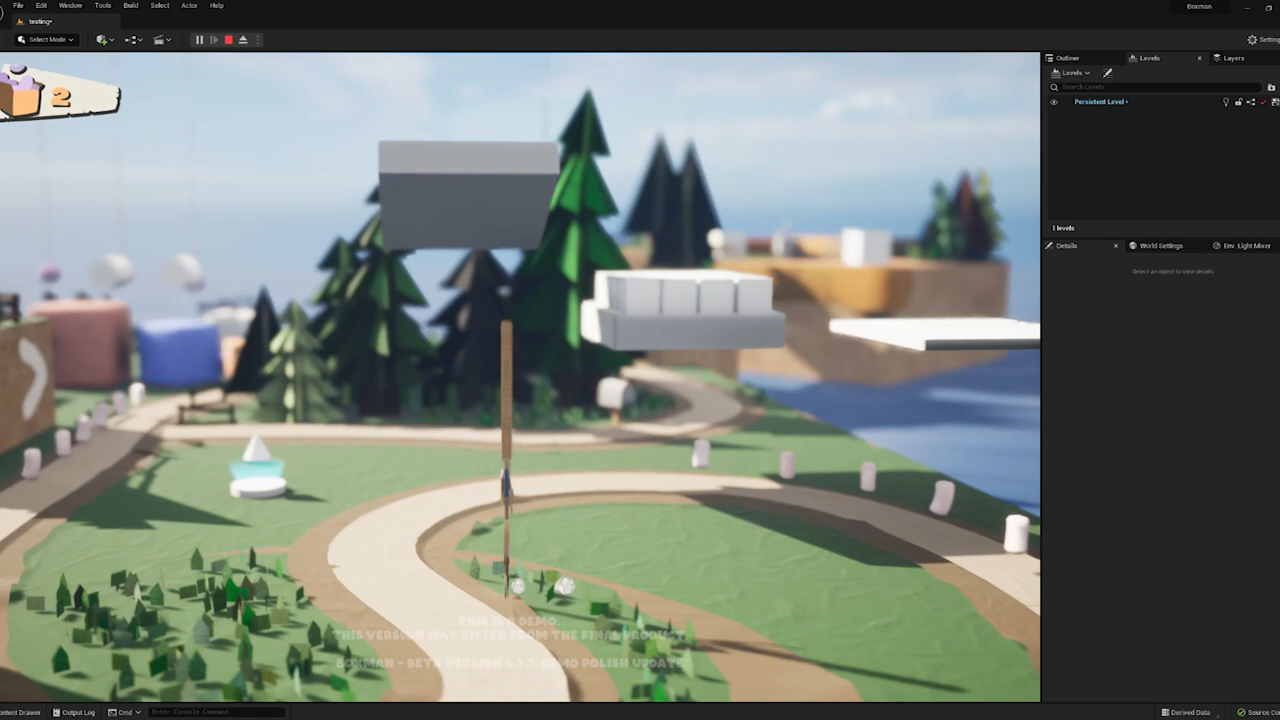 File Edit Window Tools Build Select Actor Help
Boxman
testing•
Select Mode
Setting
2
Outliner Levels Layers
Levels
Search Levels
Persistent Level •
1 levels
Details World Settings Env. Light Mixer
Select an object to view details
THIS IS A DEMO.
THIS VERSION MAY DIFFER FROM THE FINAL PRODUCT
BOXMAN - BETA VERSION 0.3.2: DEMO POLISH UPDATE
ontent Drawer Output Log Cmd Enter Console Command
Derived Data Source Co